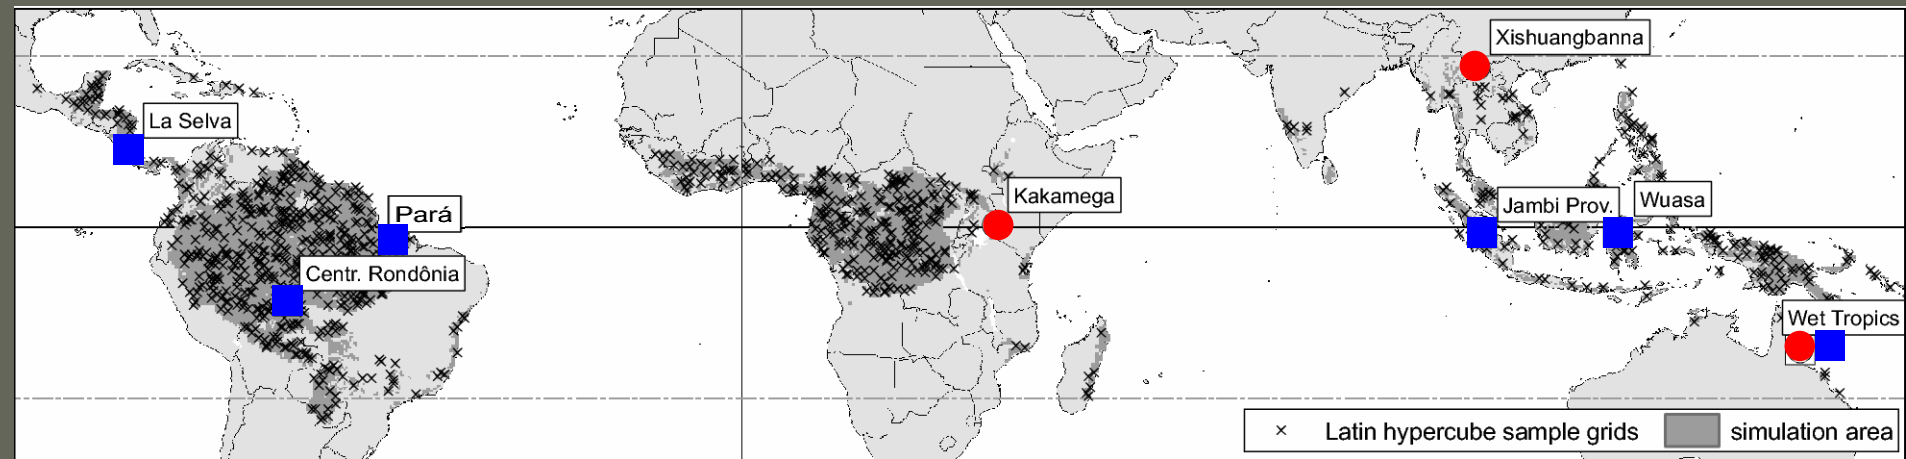 Xishuangbanna
La Selva
Kakamega
Pará
Jambi Prov.
Wuasa
Centr. Rondônia
Wet Tropics
Latin hypercube sample grids
simulation area